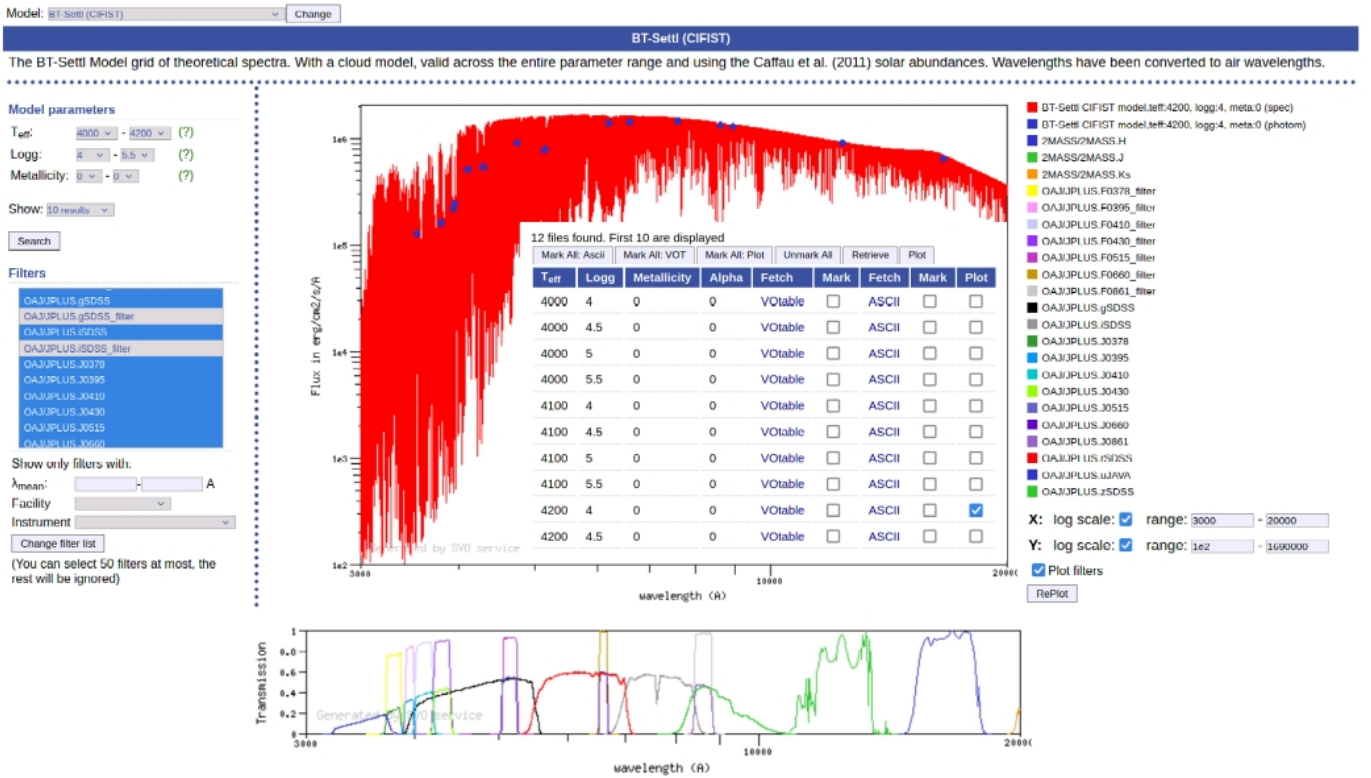 Model: BT-Settl (CIFIST) Change
BT-Settl (CIFIST)
The BT-Settl Model grid of theoretical spectra. With a cloud model, valid across the entire parameter range and using the Caffau et al. (2011) solar abundances. Wavelengths have been converted to air wavelengths.
Model parameters
Teff: 4000 - 4200 (?)
Logg: 4 - 5.5 (?)
Metallicity: 0 - 0 (?)
Show: 10 results
Search
Filters
OAJ/JPLUS.gSDSS
OAJ/JPLUS.gSDSS_filter
OAJ/JPLUS.iSDSS
OAJ/JPLUS.iSDSS_filter
OAJ/JPLUS.J0378
OAJ/JPLUS.J0395
OAJ/JPLUS.J0410
OAJ/JPLUS.J0430
OAJ/JPLUS.J0515
OAJ/JPLUS.J0660
Show only filters with:
λmean: - A
Facility
Instrument
Change filter list
(You can select 50 filters at most, the
rest will be ignored)
Flux in erg/cm2/s/A
1e6
1e5
1e4
1e3
1e2
3000 10000 2000(
wavelength (A)
Generated by SVO service
12 files found. First 10 are displayed
Mark All: Ascii Mark All: VOT Mark All: Plot Unmark All Retrieve Plot
Teff Logg Metallicity Alpha Fetch Mark Fetch Mark Plot
4000 4 0 0 VOtable ASCII
4000 4.5 0 0 VOtable ASCII
4000 5 0 0 VOtable ASCII
4000 5.5 0 0 VOtable ASCII
4100 4 0 0 VOtable ASCII
4100 4.5 0 0 VOtable ASCII
4100 5 0 0 VOtable ASCII
4100 5.5 0 0 VOtable ASCII
4200 4 0 0 VOtable ASCII
4200 4.5 0 0 VOtable ASCII
BT-Settl CIFIST model,teff:4200, logg:4, meta:0 (spec)
BT-Settl CIFIST model,teff:4200, logg:4, meta:0 (photom)
2MASS/2MASS.H
2MASS/2MASS.J
2MASS/2MASS.Ks
OAJ/JPLUS.F0378_filter
OAJ/JPLUS.F0395_filter
OAJ/JPLUS.F0410_filter
OAJ/JPLUS.F0430_filter
OAJ/JPLUS.F0515_filter
OAJ/JPLUS.F0660_filter
OAJ/JPLUS.F0861_filter
OAJ/JPLUS.gSDSS
OAJ/JPLUS.iSDSS
OAJ/JPLUS.J0378
OAJ/JPLUS.J0395
OAJ/JPLUS.J0410
OAJ/JPLUS.J0430
OAJ/JPLUS.J0515
OAJ/JPLUS.J0660
OAJ/JPLUS.J0861
OAJ/JPLUS.rSDSS
OAJ/JPLUS.uJAVA
OAJ/JPLUS.zSDSS
X: log scale: range: 3000 - 20000
Y: log scale: range: 1e2 - 1690000
Plot filters
RePlot
Transmission
1
0.8
0.6
0.4
0.2
0
Generated by SVO service
3000 10000 2000(
wavelength (A)